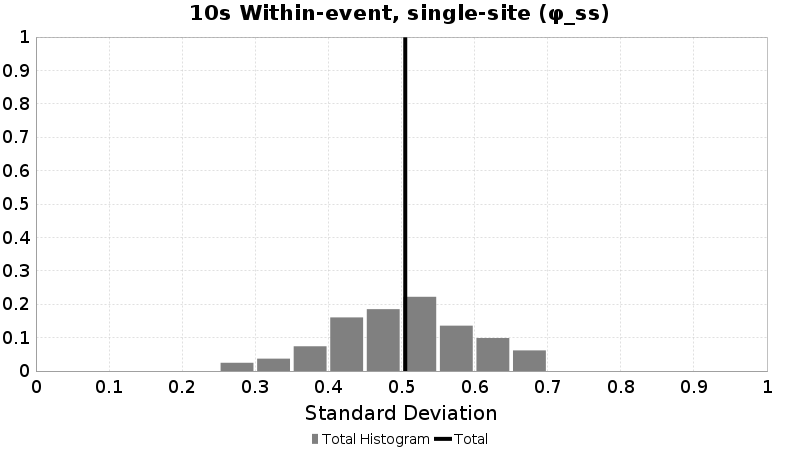 10s Within-event, single-site (φ_ss)
1
0.9
0.8
0.7
0.6
0.5
0.4
0.3
0.2
0.1
0
0 0.1 0.2 0.3 0.4 0.5 0.6 0.7 0.8 0.9 1
Standard Deviation
Total Histogram Total